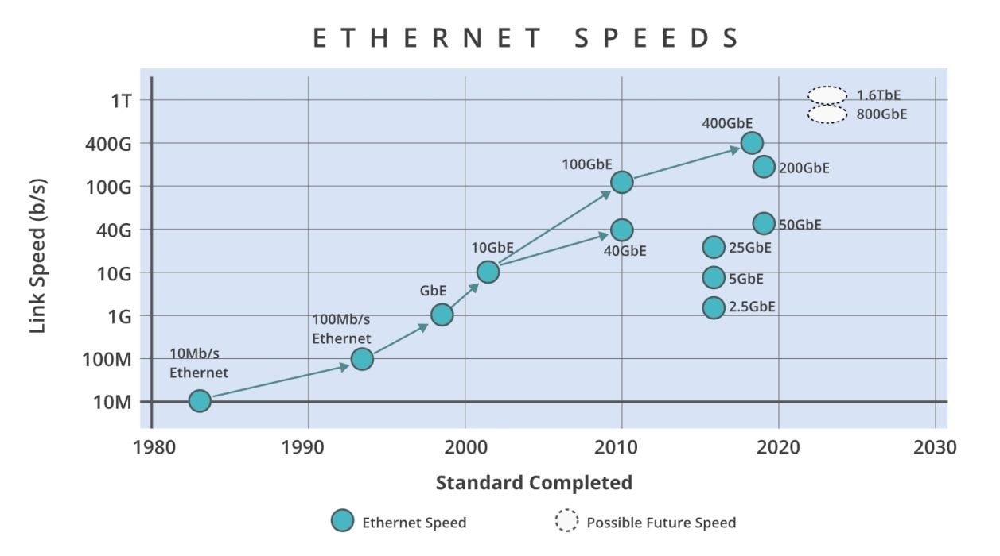 ETHERNET SPEEDS
Link Speed (b/s)
1T
400G
100G
40G
10G
1G
100M
10M
1.6TbE
800GbE
400GbE
200GbE
100GbE
50GbE
40GbE
25GbE
10GbE
5GbE
2.5GbE
GbE
100Mb/s
Ethernet
10Mb/s
Ethernet
1980
1990
2000
2010
2020
2030
Standard Completed
Ethernet Speed
Possible Future Speed